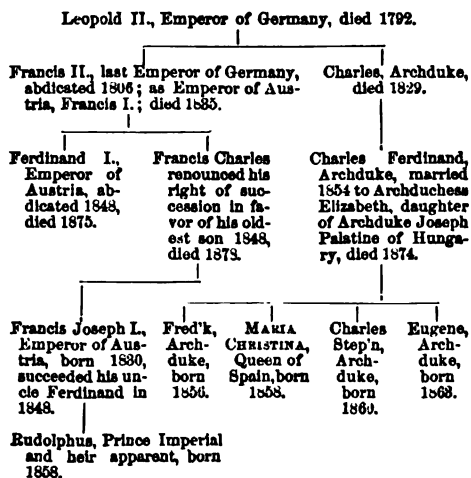 Leopold II., Emperor of Germany, died 1792.
Francis II., last Emperor of Germany,
abdicated 1806; as Emperor of Aus-
tria, Francis I.; died 1835.
Charles, Archduke,
died 1829.
Ferdinand I.,
Emperor of
Austria, ab-
dicated 1848,
died 1875.
Francis Charles
renounced his
right of suc-
cession in fa-
vor of his old-
est son 1848,
died 1878.
Charles Ferdinand,
Archduke, married
1854 to Archduchess
Elizabeth, daughter
of Archduke Joseph
Palatine of Hunga-
ry, died 1874.
Francis Joseph I.,
Emperor of Aus-
tria, born 1830,
succeeded his un-
cle Ferdinand in
1848.
Fred'k,
Arch-
duke,
born
1856.
MARIA
CHRISTINA,
Queen of
Spain, born
1858.
Charles
Step'n,
Arch-
duke,
born
1860.
Eugene,
Arch-
duke,
born
1863.
Rudolphus, Prince Imperial
and heir apparent, born
1858.